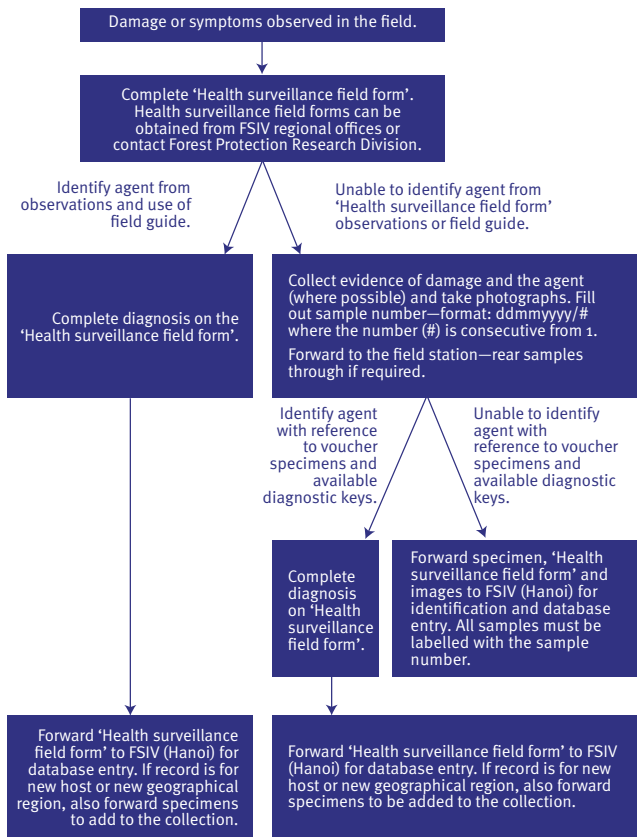 Damage or symptoms observed in the field.
Complete ‘Health surveillance field form’.
Health surveillance field forms can be
obtained from FSIV regional offices or
contact Forest Protection Research Division.
Identify agent from
observations and use of
field guide.
Unable to identify agent from
‘Health surveillance field form’
observations or field guide.
Complete diagnosis on the
‘Health surveillance field form’.
Collect evidence of damage and the agent
(where possible) and take photographs. Fill
out sample number—format: ddmmyyyy/#
where the number (#) is consecutive from 1.
Forward to the field station—rear samples
through if required.
Identify agent
with reference
to voucher
specimens and
available
diagnostic keys.
Unable to identify
agent with
reference to voucher
specimens and
available diagnostic
keys.
Complete
diagnosis
on ‘Health
surveillance
field form’.
Forward specimen, ‘Health
surveillance field form’ and
images to FSIV (Hanoi) for
identification and database
entry. All samples must be
labelled with the sample
number.
Forward ‘Health surveillance
field form’ to FSIV (Hanoi) for
database entry. If record is for
new host or new geographical
region, also forward specimens
to add to the collection.
Forward ‘Health surveillance field form’ to FSIV
(Hanoi) for database entry. If record is for new
host or new geographical region, also forward
specimens to be added to the collection.